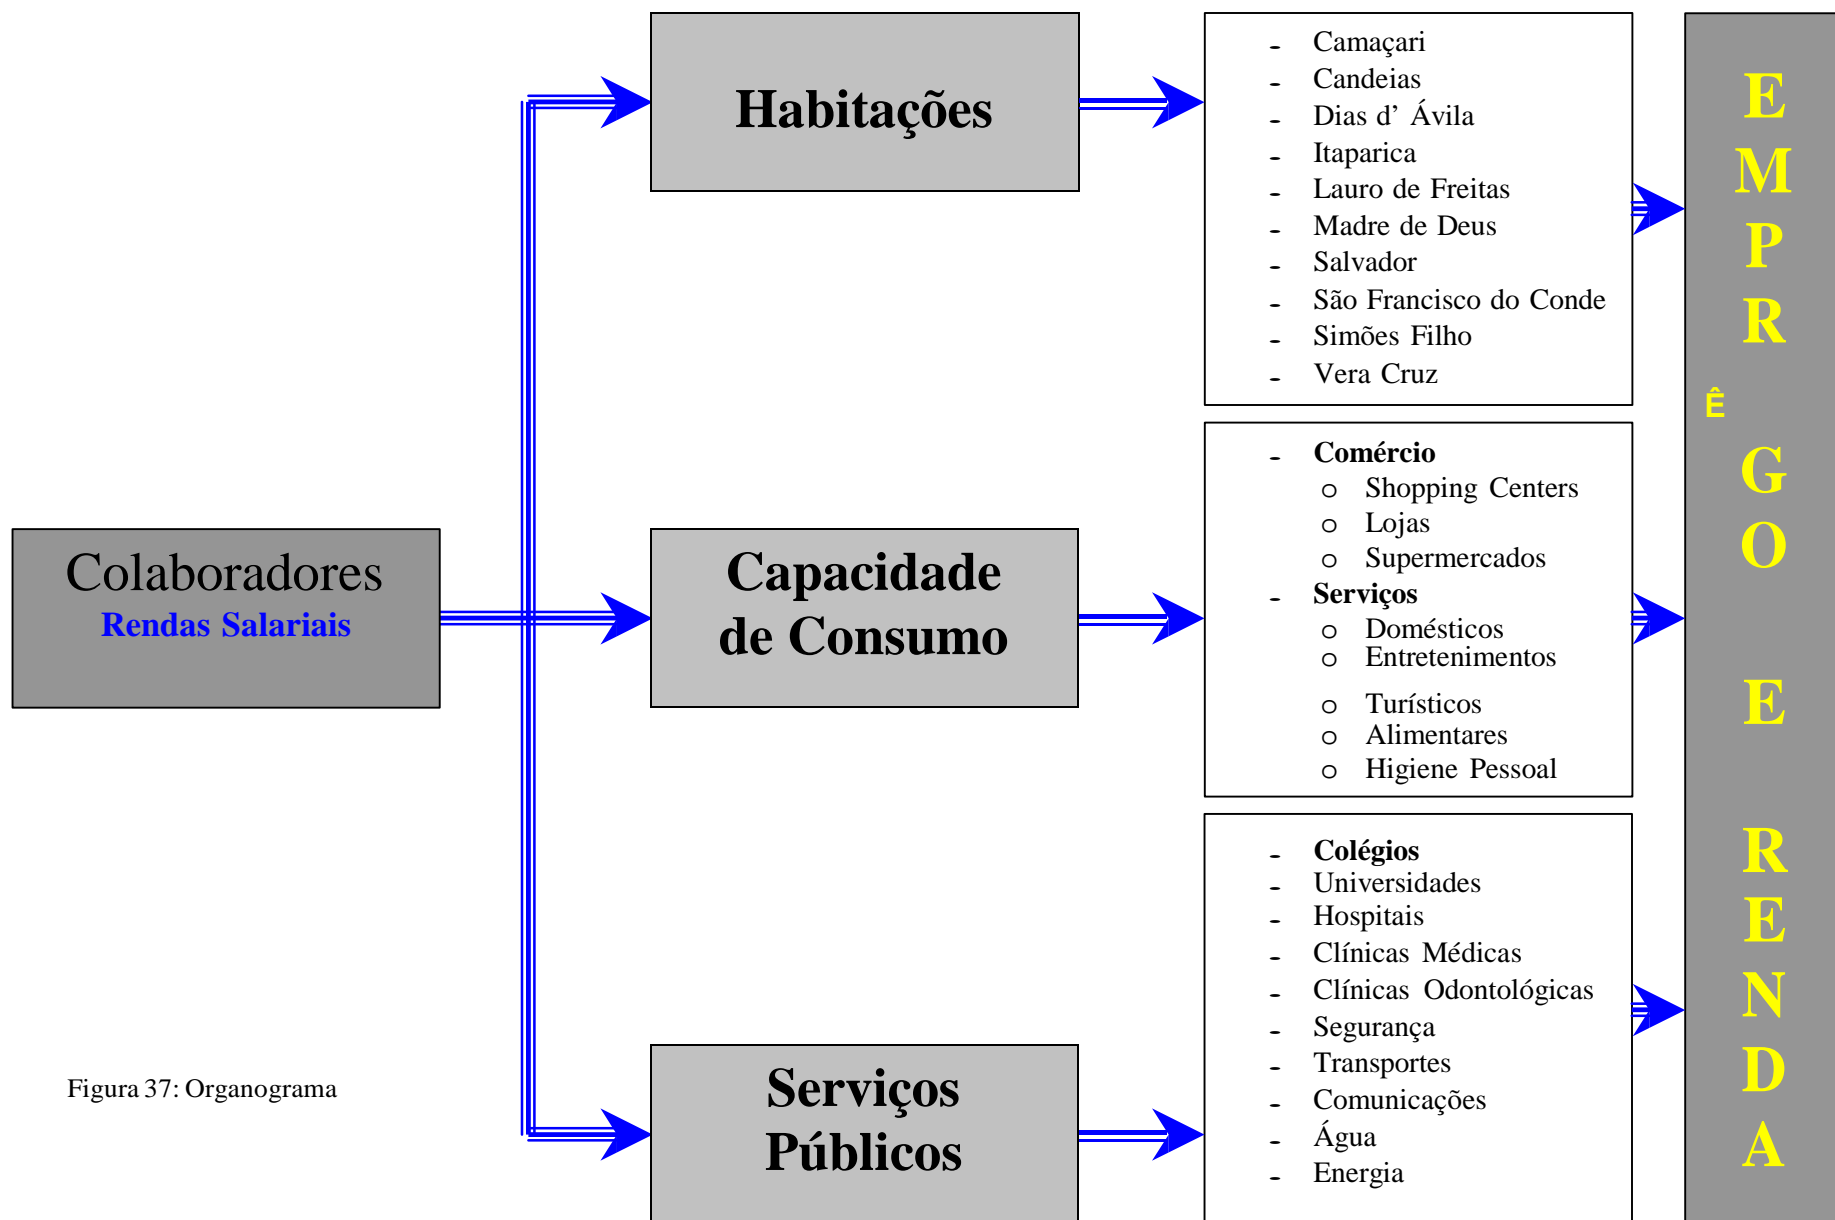 Colaboradores
Rendas Salariais
Habitações
- Camaçari
- Candeias
- Dias d’ Ávila
- Itaparica
- Lauro de Freitas
- Madre de Deus
- Salvador
- São Francisco do Conde
- Simões Filho
- Vera Cruz
Capacidade
de Consumo
- Comércio
o Shopping Centers
o Lojas
o Supermercados
- Serviços
o Domésticos
o Entretenimentos
o Turísticos
o Alimentares
o Higiene Pessoal
Serviços
Públicos
- Colégios
- Universidades
- Hospitais
- Clínicas Médicas
- Clínicas Odontológicas
- Segurança
- Transportes
- Comunicações
- Água
- Energia
E
M
P
R
Ê
G
O
E
R
E
N
D
A
Figura 37: Organograma